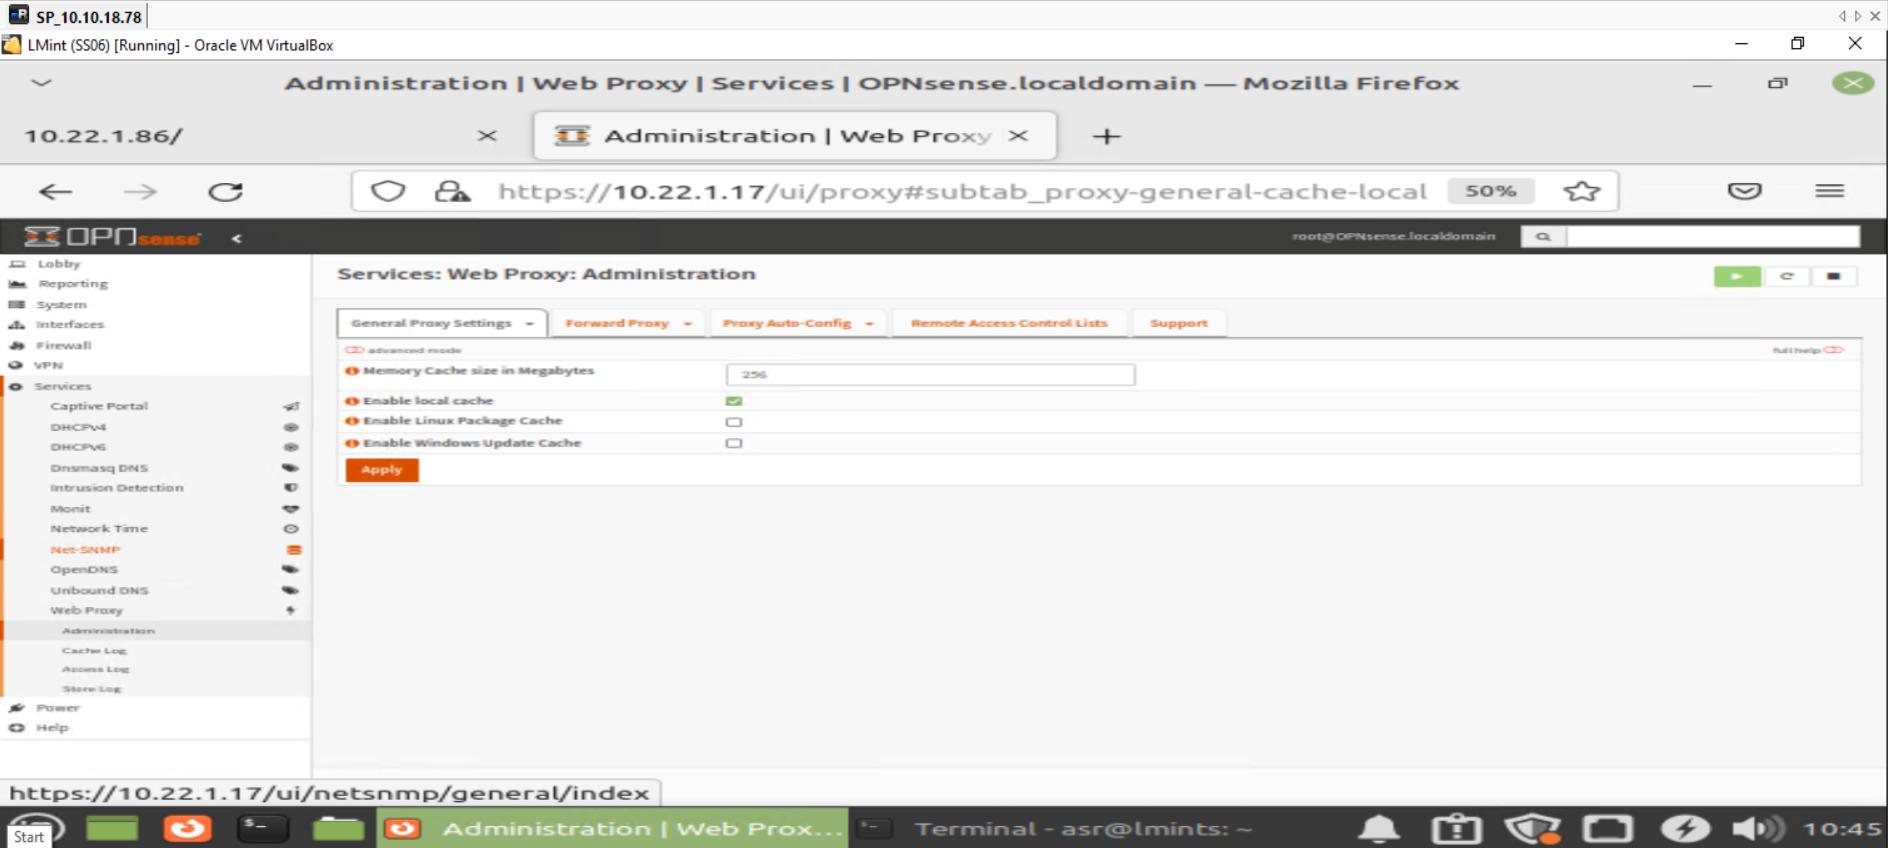 SP_10.10.18.78
LMint (SS06) [Running] - Oracle VM VirtualBox
Administration | Web Proxy | Services | OPNsense.localdomain — Mozilla Firefox
10.22.1.86/
Administration | Web Proxy
https://10.22.1.17/ui/proxy#subtab_proxy-general-cache-local
50%
OPNsense
root@OPNsense.localdomain
Lobby
Reporting
System
Interfaces
Firewall
VPN
Services
Captive Portal
DHCPv4
DHCPv6
Dnsmasq DNS
Intrusion Detection
Monit
Network Time
Net-SNMP
OpenDNS
Unbound DNS
Web Proxy
Administration
Cache Log
Access Log
Store Log
Power
Help
Services: Web Proxy: Administration
General Proxy Settings
Forward Proxy
Proxy Auto-Config
Remote Access Control Lists
Support
advanced mode
full help
Memory Cache size in Megabytes
256
Enable local cache
Enable Linux Package Cache
Enable Windows Update Cache
Apply
https://10.22.1.17/ui/netsnmp/general/index
Start
Administration | Web Prox...
Terminal - asr@lmints: ~
10:45